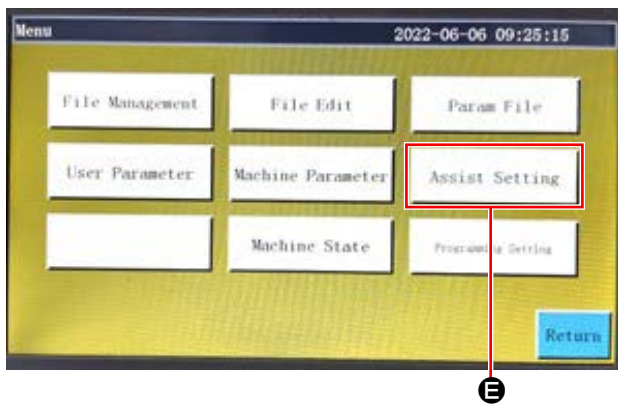 Menu 2022-06-06 09:25:15
File Management File Edit Param File
User Parameter Machine Parameter Assist Setting
Machine State Programming Setting
Return
E